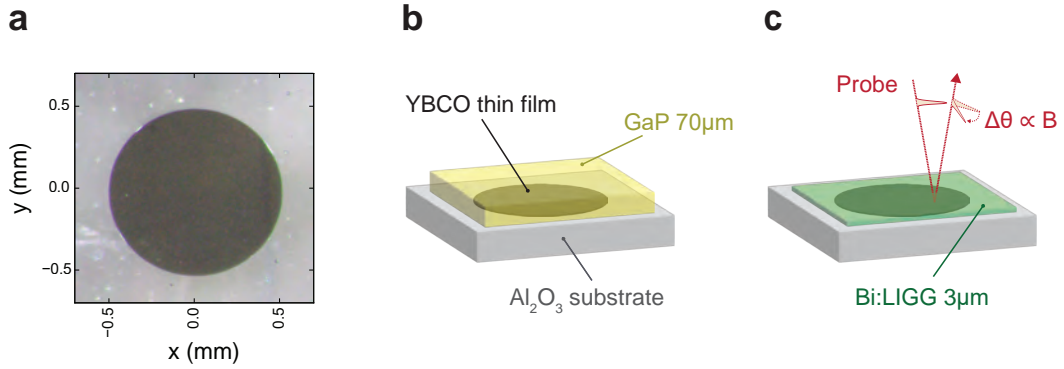 a
b
c
0.5
0.0
−0.5
y (mm)
−0.5
0.0
0.5
x (mm)
YBCO thin film
GaP 70μm
Al₂O₃ substrate
Probe
Δθ ∝ B
Bi:LIGG 3μm